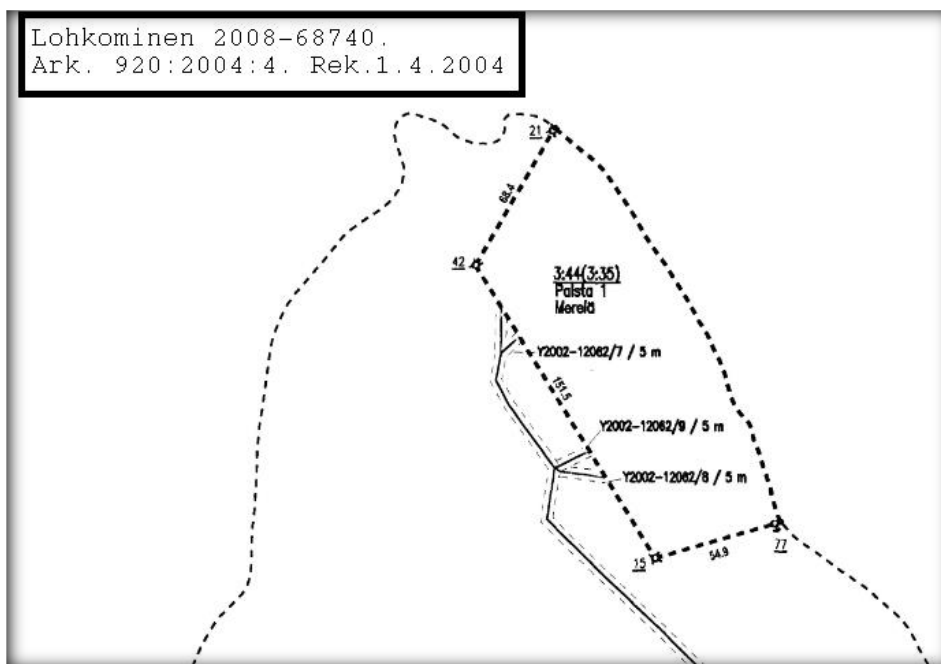 Lohkominen 2008-68740.
Ark. 920:2004:4. Rek.1.4.2004
21
68.4
42
3:44(3:35)
Palsta 1
Merelä
Y2002-12062/7 / 5 m
151.5
Y2002-12062/9 / 5 m
Y2002-12062/8 / 5 m
15
54.9
77